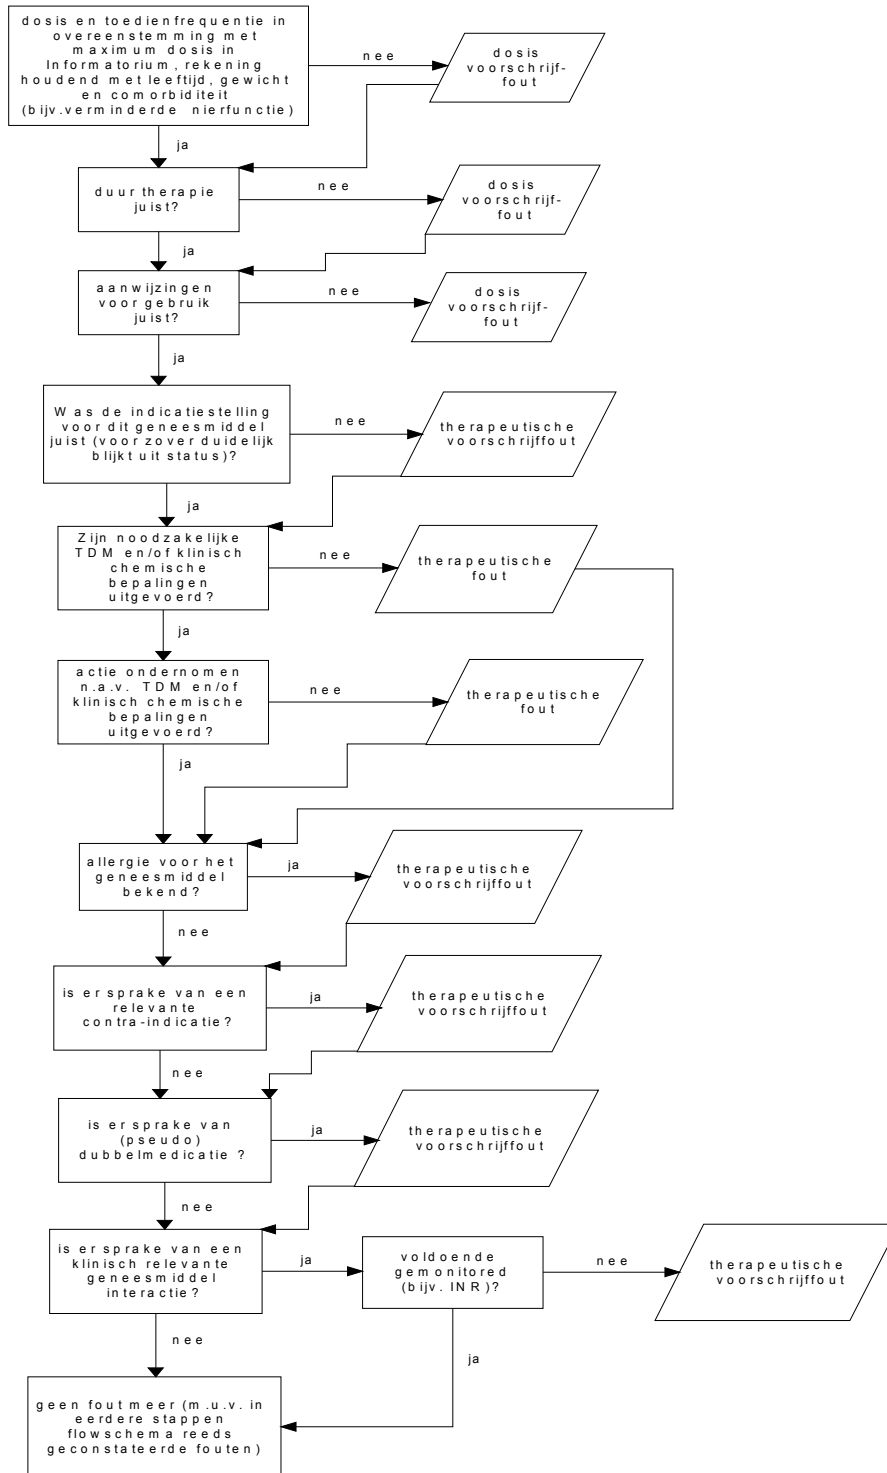 dosis en toedienfrequentie in
overeenstemming met
maximum dosis in
Informatorium, rekening
houdend met leeftijd, gewicht
en comorbiditeit
(bijv.verminderde nierfunctie)
nee
dosis
voorschrijf-
fout
ja
duur therapie
juist?
nee
dosis
voorschrijf-
fout
ja
aanwijzingen
voor gebruik
juist?
nee
dosis
voorschrijf-
fout
ja
Was de indicatiestelling
voor dit geneesmiddel
juist (voor zover duidelijk
blijkt uit status)?
nee
therapeutische
voorschrijffout
ja
Zijn noodzakelijke
TDM en/of klinisch
chemische
bepalingen
uitgevoerd?
nee
therapeutische
fout
ja
actie ondernomen
n.a.v. TDM en/of
klinisch chemische
bepalingen
uitgevoerd?
nee
therapeutische
fout
ja
allergie voor het
geneesmiddel
bekend?
ja
therapeutische
voorschrijffout
nee
is er sprake van een
relevante
contra-indicatie?
ja
therapeutische
voorschrijffout
nee
is er sprake van
(pseudo)
dubbelmedicatie ?
ja
therapeutische
voorschrijffout
nee
is er sprake van een
klinisch relevante
geneesmiddel
interactie?
ja
voldoende
gemonitored
(bijv. INR)?
nee
therapeutische
voorschrijffout
nee
ja
geen fout meer (m.u.v. in
eerdere stappen
flowschema reeds
geconstateerde fouten)